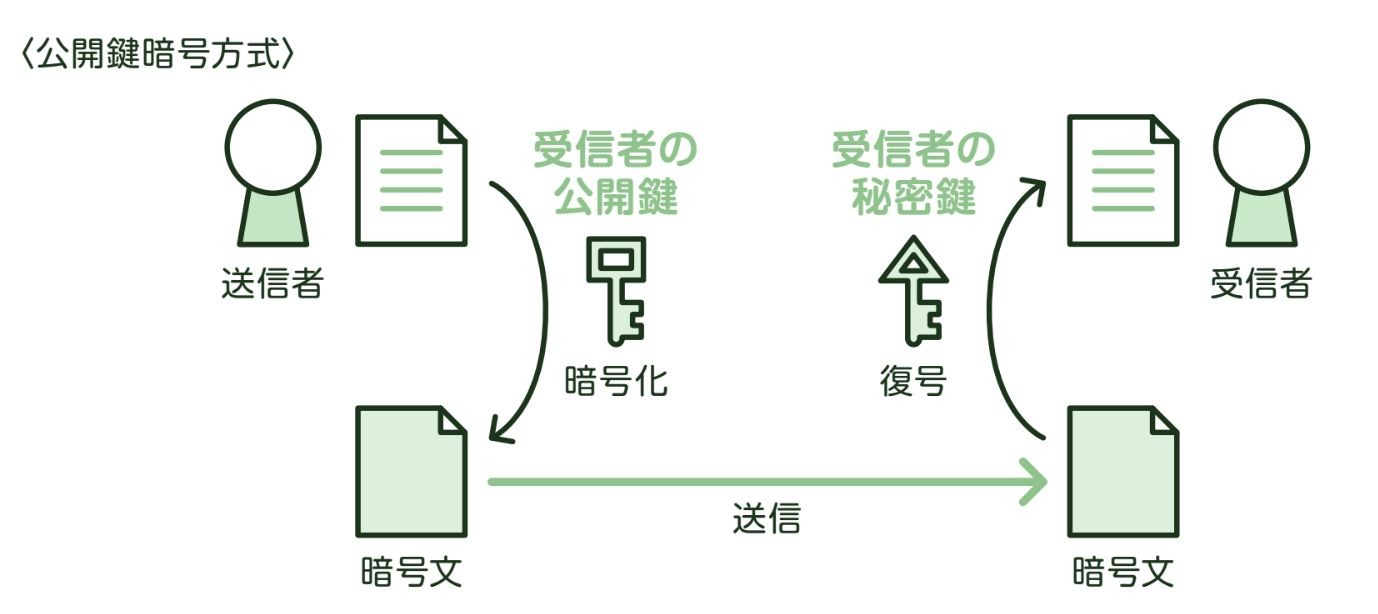 〈公開鍵暗号方式〉
受信者の
公開鍵
受信者の
秘密鍵
送信者
受信者
暗号化
復号
送信
暗号文
暗号文